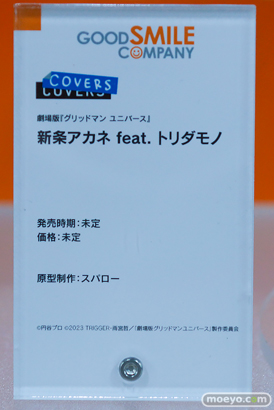 GOOD SMILE
COMPANY
COVERS
COVERS
劇場版『グリッドマン ユニバース』
新条アカネ feat. トリダモノ
発売時期：未定
価格：未定
原型制作：スパロー
©円谷プロ ©2023 TRIGGER・雨宮哲／「劇場版グリッドマンユニバース」製作委員会
moeyo.com